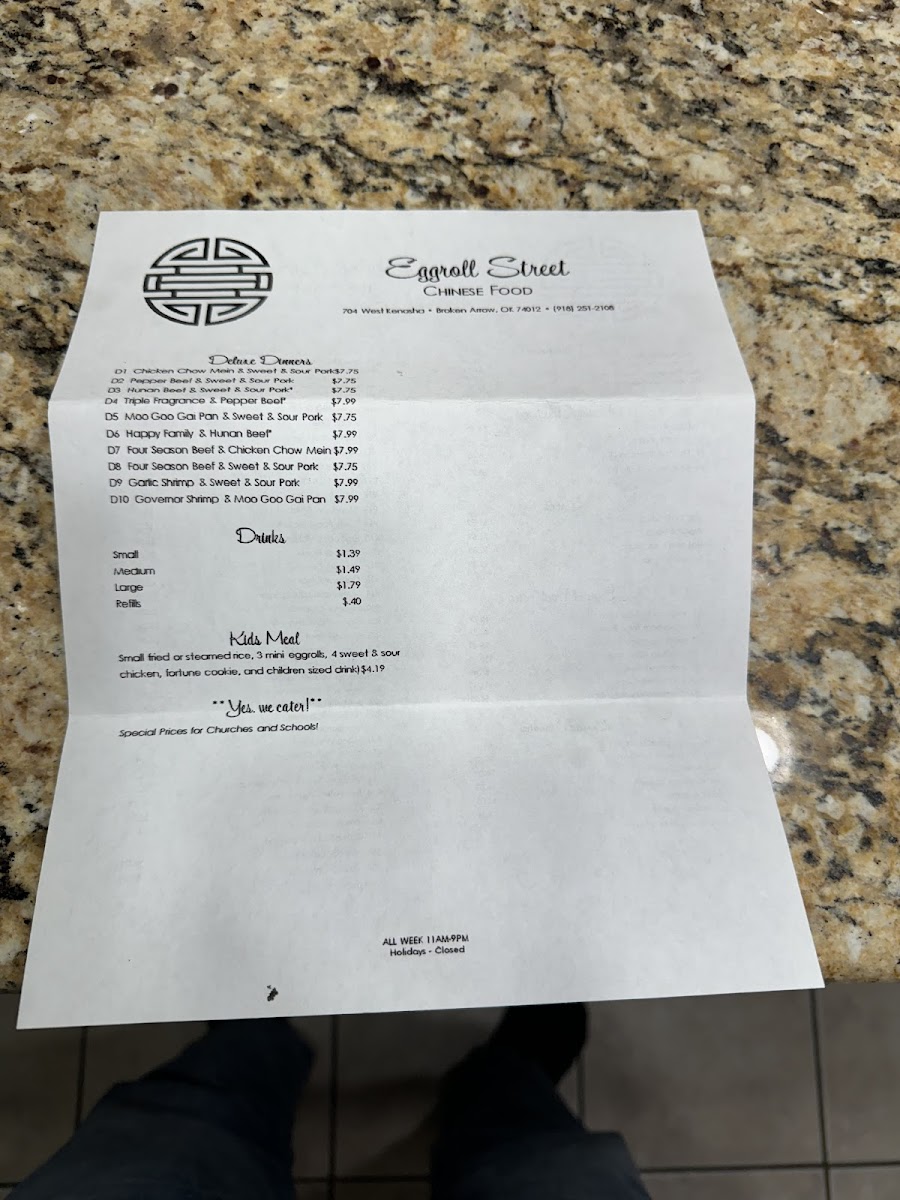 Eggroll Street
CHINESE FOOD
704 West Kenosha • Broken Arrow, OK 74012 • (918) 251-2108
Deluxe Dinners
D1 Chicken Chow Mein & Sweet & Sour Pork $7.75
D2 Pepper Beef & Sweet & Sour Pork $7.75
D3 Hunan Beef & Sweet & Sour Pork* $7.75
D4 Triple Fragrance & Pepper Beef* $7.99
D5 Moo Goo Gai Pan & Sweet & Sour Pork $7.75
D6 Happy Family & Hunan Beef* $7.99
D7 Four Season Beef & Chicken Chow Mein $7.99
D8 Four Season Beef & Sweet & Sour Pork $7.75
D9 Garlic Shrimp & Sweet & Sour Pork $7.99
D10 Governor Shrimp & Moo Goo Gai Pan $7.99
Drinks
Small $1.39
Medium $1.49
Large $1.79
Refills $.40
Kids Meal
Small fried or steamed rice, 3 mini eggrolls, 4 sweet & sour
chicken, fortune cookie, and children sized drink) $4.19
**Yes, we cater!**
Special Prices for Churches and Schools!
ALL WEEK 11AM-9PM
Holidays - Closed